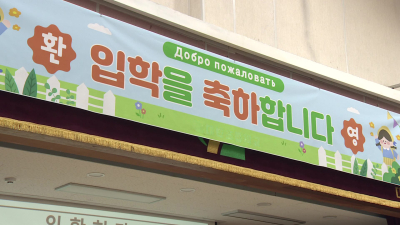 Добро пожаловать
환 입학을 축하합니다 영